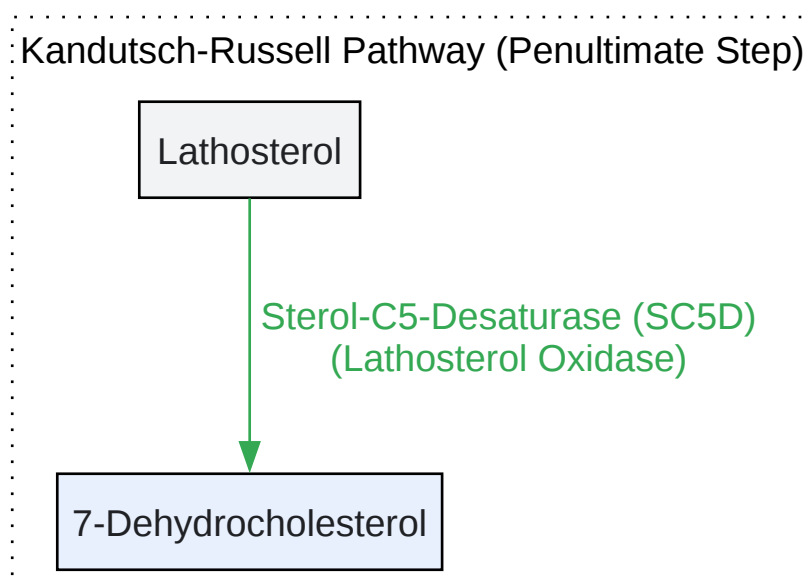 Kandutsch-Russell Pathway (Penultimate Step)
Lathosterol
Sterol-C5-Desaturase (SC5D)
(Lathosterol Oxidase)
7-Dehydrocholesterol